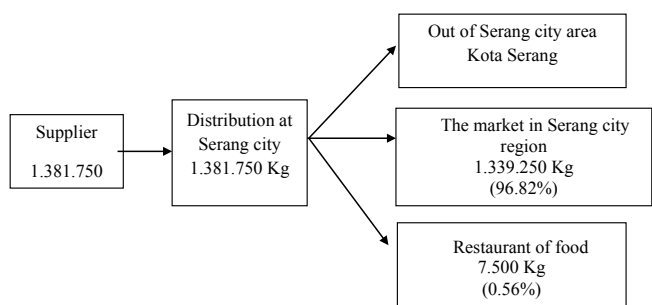 Out of Serang city area
Kota Serang
Supplier
1.381.750
Distribution at
Serang city
1.381.750 Kg
The market in Serang city
region
1.339.250 Kg
(96.82%)
Restaurant of food
7.500 Kg
(0.56%)